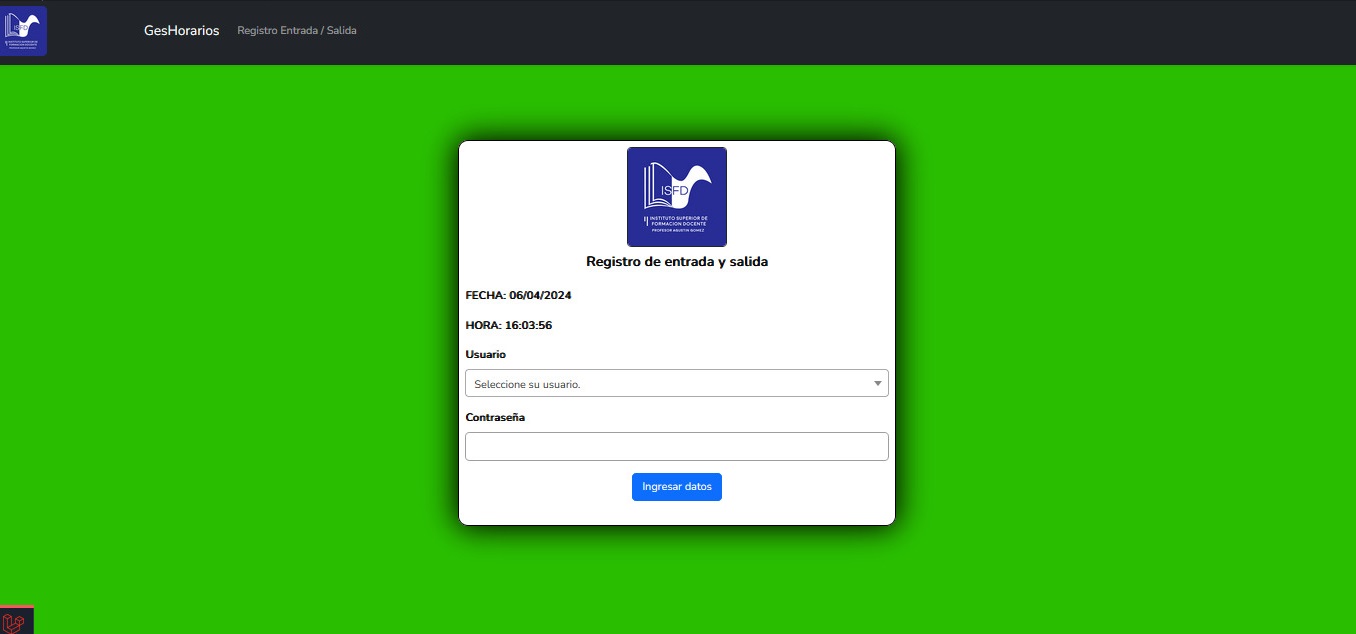 ISFD
GesHorarios
Registro Entrada / Salida
ISFD
INSTITUTO SUPERIOR DE
FORMACION DOCENTE
PROFESOR AGUSTIN GOMEZ
Registro de entrada y salida
FECHA: 06/04/2024
HORA: 16:03:56
Usuario
Seleccione su usuario.
Contraseña
Ingresar datos